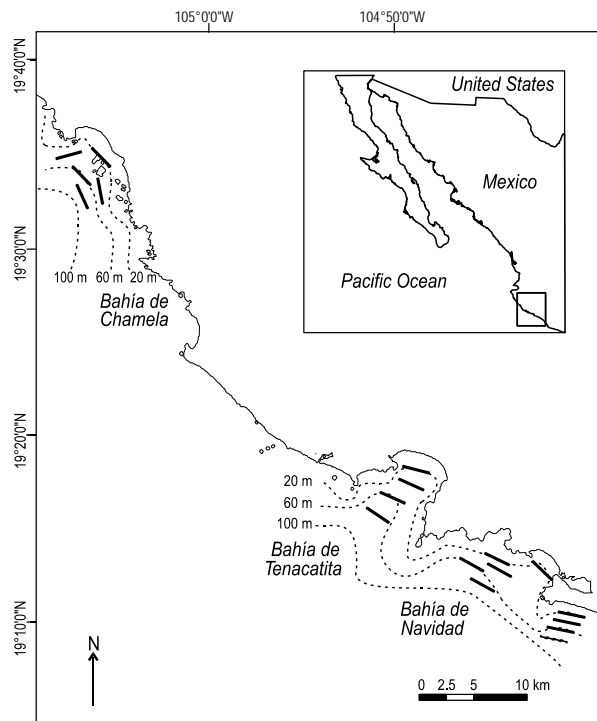 105°0'0"W
104°50'0"W
19°40'0"N
United States
Mexico
Pacific Ocean
19°30'0"N
100 m
60 m
20 m
Bahía de
Chamela
19°20'0"N
20 m
60 m
100 m
Bahía de
Tenacatita
Bahía de
Navidad
19°10'0"N
N
0 2.5 5 10 km